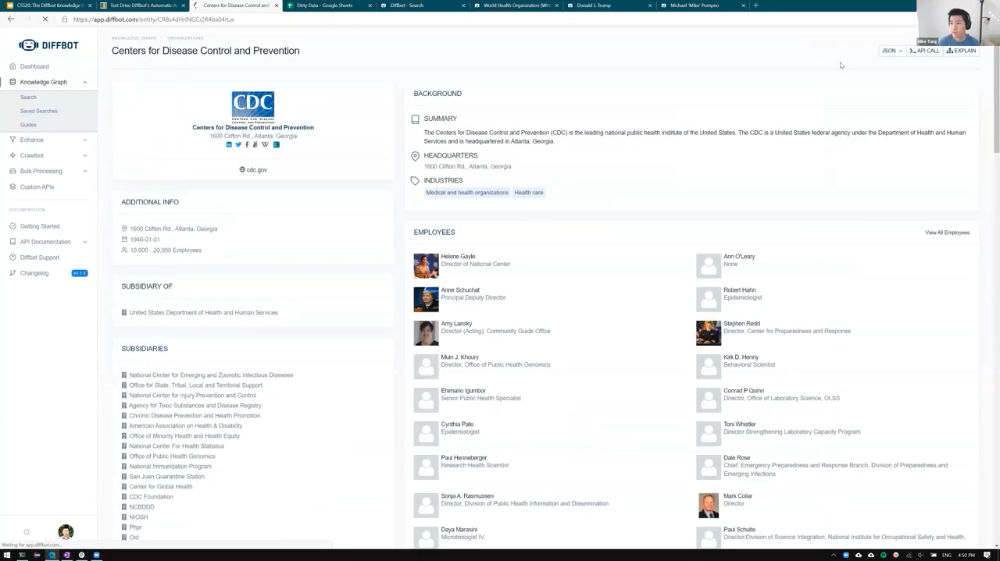 CS520: The Diffbot Knowledge G
Test Drive Diffbot's Automatic A
Centers for Disease Control and
Dirty Data - Google Sheets
Diffbot - Search
World Health Organization (WH
Donald J. Trump
Michael 'Mike' Pompeo
https://app.diffbot.com/entity/CR8s4dHrlNGCi2R4bx04rLw
Mike Tung
DIFFBOT
Dashboard
Knowledge Graph
Search
Saved Searches
Guides
Enhance
Crawlbot
Bulk Processing
Custom APIs
DOCUMENTATION
Getting Started
API Documentation
Diffbot Support
Changelog
v1.1.1
Waiting for app.diffbot.com...
KNOWLEDGE GRAPH
ORGANIZATIONS
Centers for Disease Control and Prevention
JSON
API CALL
EXPLAIN
CDC
CENTERS FOR DISEASE CONTROL AND PREVENTION
Centers for Disease Control and Prevention
1600 Clifton Rd., Atlanta, Georgia
cdc.gov
ADDITIONAL INFO
1600 Clifton Rd., Atlanta, Georgia
1946-01-01
10,000 - 20,000 Employees
SUBSIDIARY OF
United States Department of Health and Human Services
SUBSIDIARIES
National Center for Emerging and Zoonotic Infectious Diseases
Office for State, Tribal, Local and Territorial Support
National Center for Injury Prevention and Control
Agency for Toxic Substances and Disease Registry
Chronic Disease Prevention and Health Promotion
American Association on Health & Disability
Office of Minority Health and Health Equity
National Center For Health Statistics
Office of Public Health Genomics
National Immunization Program
San Juan Quarantine Station
Center for Global Health
CDC Foundation
NCBDDD
NIOSH
Phpr
Oid
BACKGROUND
SUMMARY
The Centers for Disease Control and Prevention (CDC) is the leading national public health institute of the United States. The CDC is a United States federal agency under the Department of Health and Human
Services and is headquartered in Atlanta, Georgia.
HEADQUARTERS
1600 Clifton Rd., Atlanta, Georgia
INDUSTRIES
Medical and health organizations
Health care
EMPLOYEES
View All Employees
Helene Gayle
Director of National Center
Ann O'Leary
None
Anne Schuchat
Principal Deputy Director
Robert Hahn
Epidemiologist
Amy Lansky
Director (Acting), Community Guide Office
Stephen Redd
Director, Center for Preparedness and Response
Muin J. Khoury
Director, Office of Public Health Genomics
Kirk D. Henny
Behavioral Scientist
Ehimario Igumbor
Senior Public Health Specialist
Conrad P Quinn
Director, Office of Laboratory Science, OLSS
Cynthia Pate
Epidemiologist
Toni Whistler
Director Strengthening Laboratory Capacity Program
Paul Henneberger
Research Health Scientist
Dale Rose
Chief, Emergency Preparedness and Response Branch, Division of Preparedness and
Emerging Infections
Sonja A. Rasmussen
Director, Division of Public Health Information and Dissemination
Mark Collar
Director
Daya Marasini
Microbiologist IV
Paul Schulte
Director/Division of Science Integration, National Institute for Occupational Safety and Health,
ENG
4:50 PM